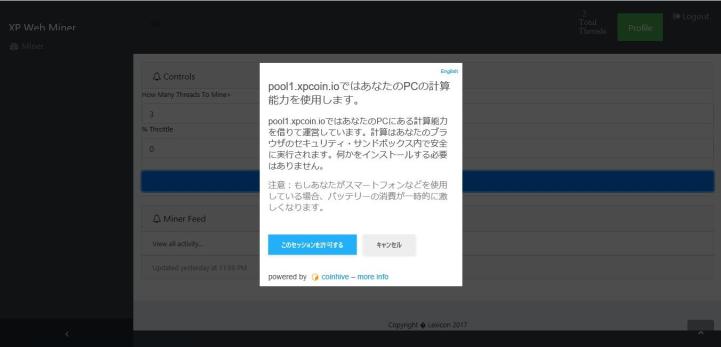 XP Web Miner
2
Total
Threads
Profile
Logout
Miner
Controls
How Many Threads To Mine+
3
% Throttle
0
English
pool1.xpcoin.ioではあなたのPCの計算
能力を使用します。
pool1.xpcoin.ioではあなたのPCにある計算能力
を借りて運営しています。計算はあなたのブラ
ウザのセキュリティ・サンドボックス内で安全
に実行されます。何かをインストールする必要
はありません。
注意：もしあなたがスマートフォンなどを使用
している場合、バッテリーの消費が一時的に激
しくなります。
このセッションを許可する
キャンセル
powered by coinhive – more info
Miner Feed
View all activity...
Updated yesterday at 11:59 PM
Copyright � Lexicon 2017